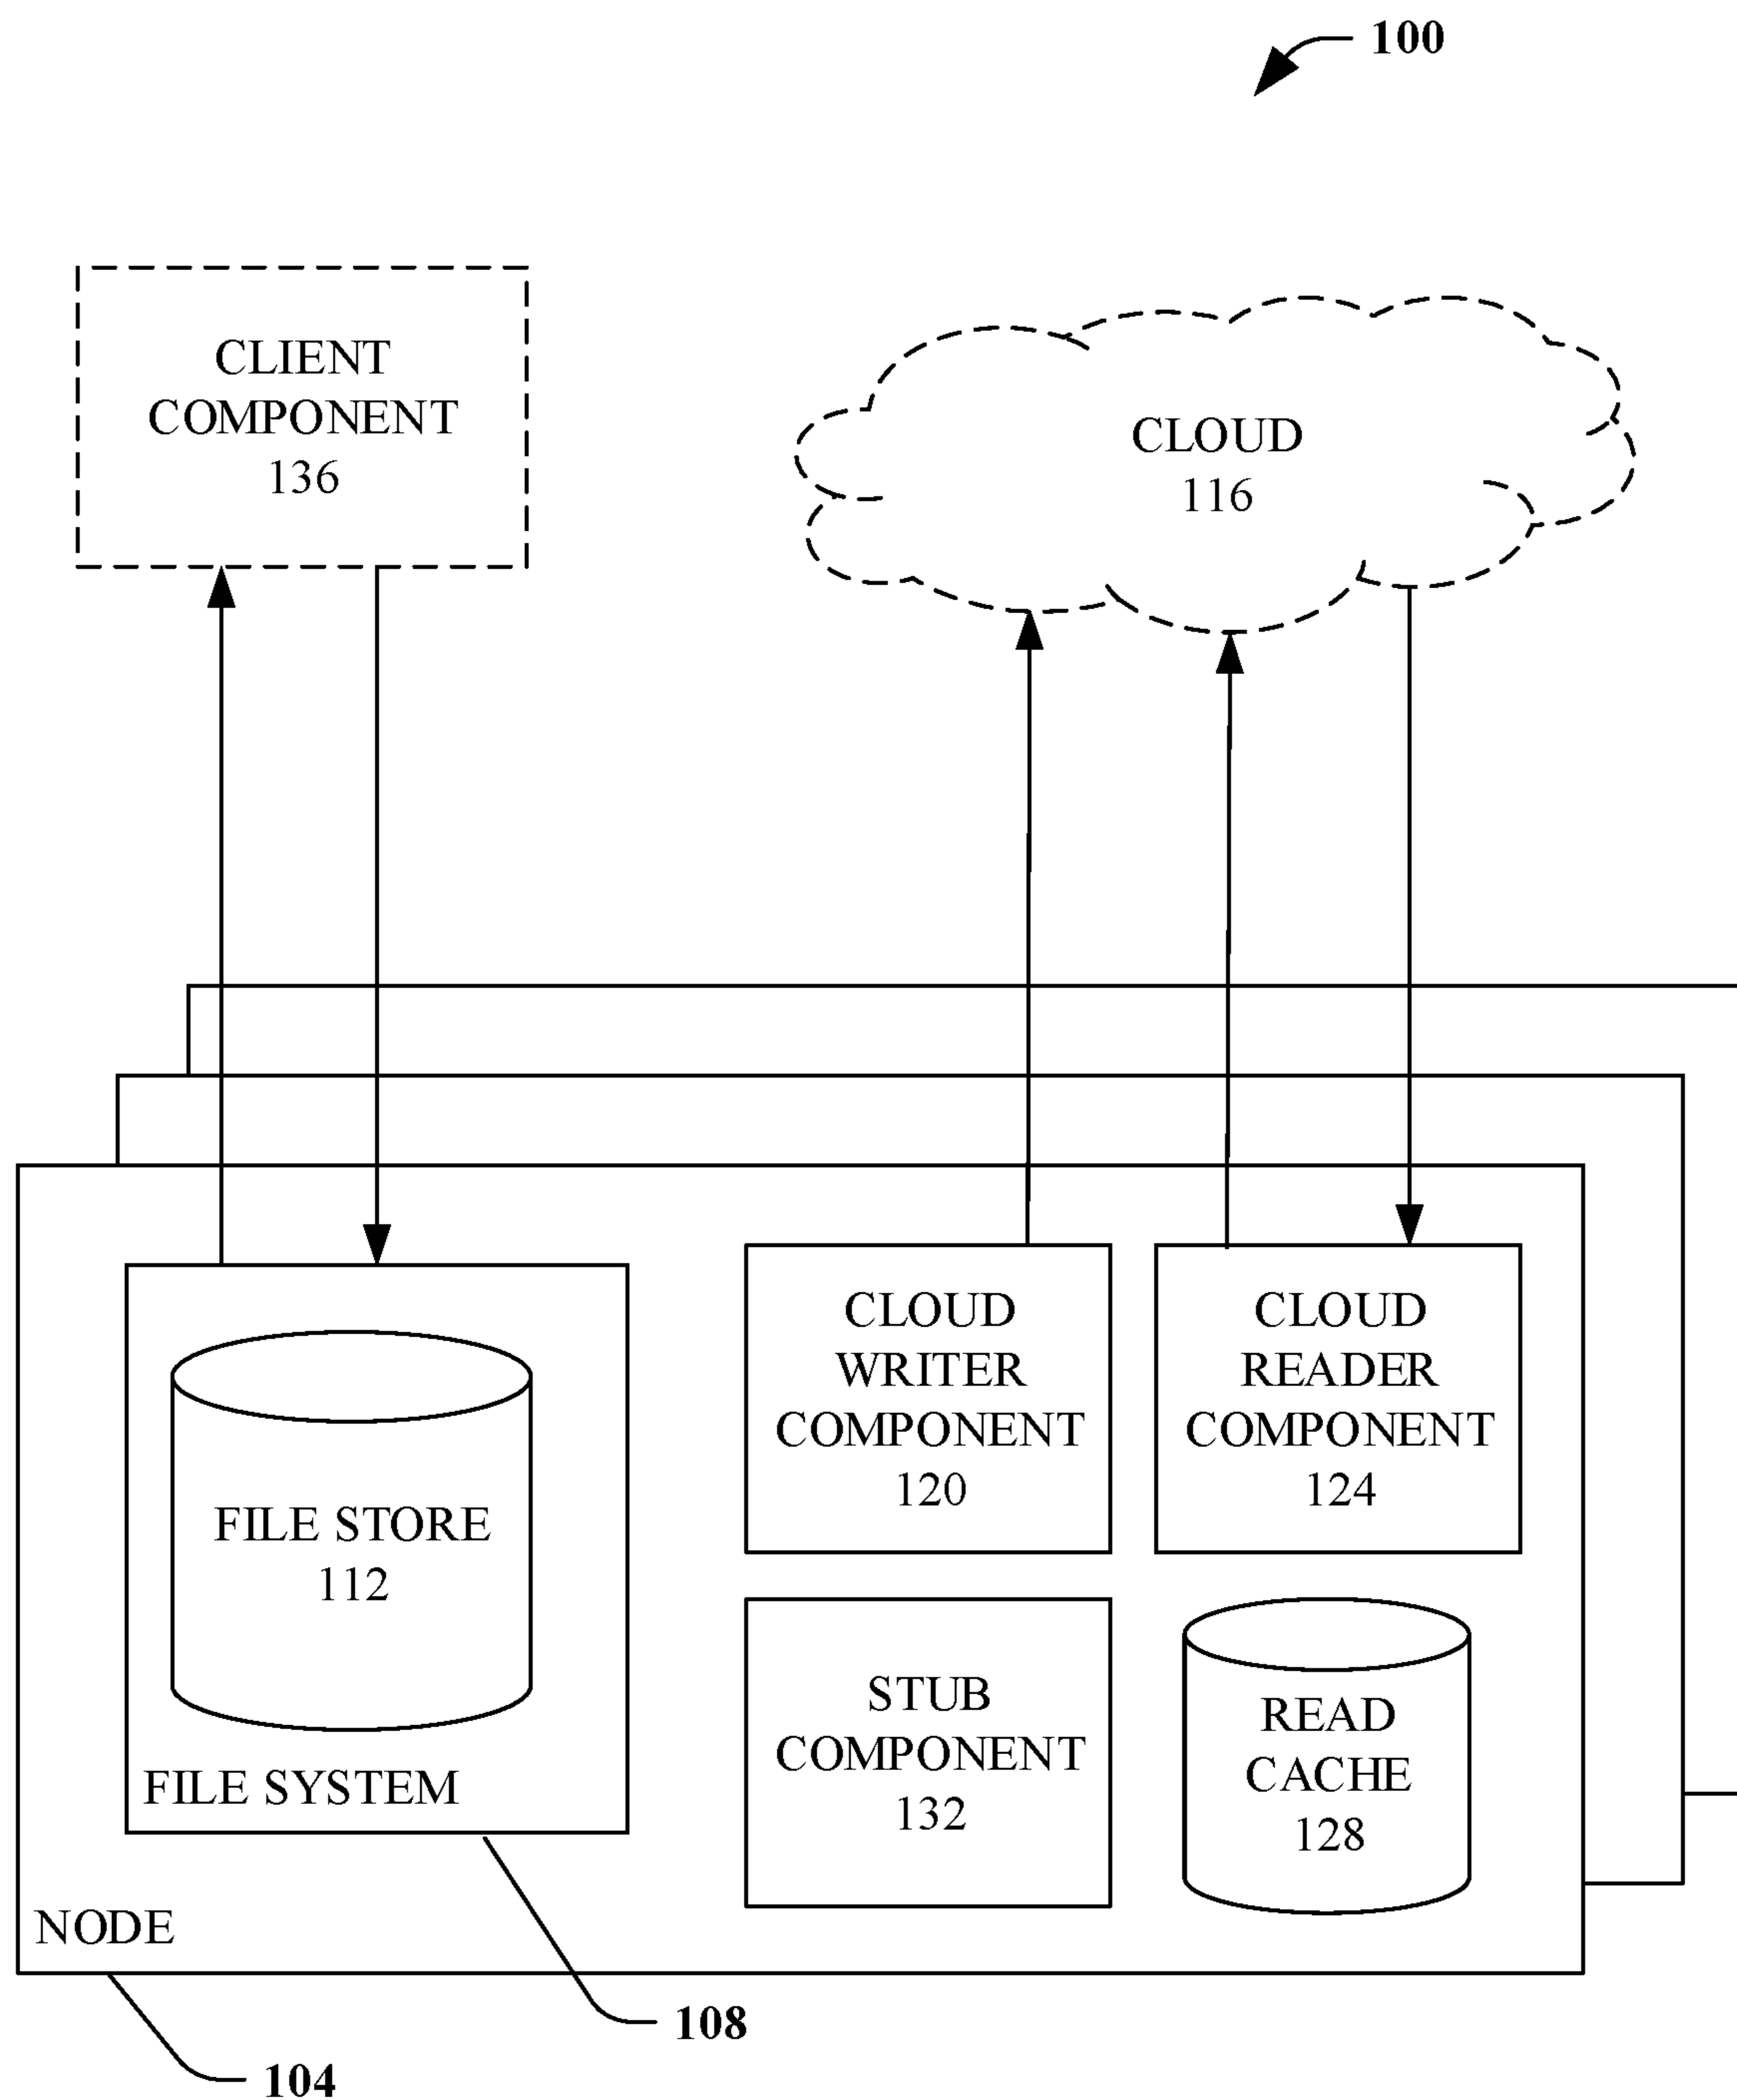 100
CLIENT
COMPONENT
136
CLOUD
116
CLOUD
WRITER
COMPONENT
120
CLOUD
READER
COMPONENT
124
FILE STORE
112
FILE SYSTEM
STUB
COMPONENT
132
READ
CACHE
128
NODE
108
104